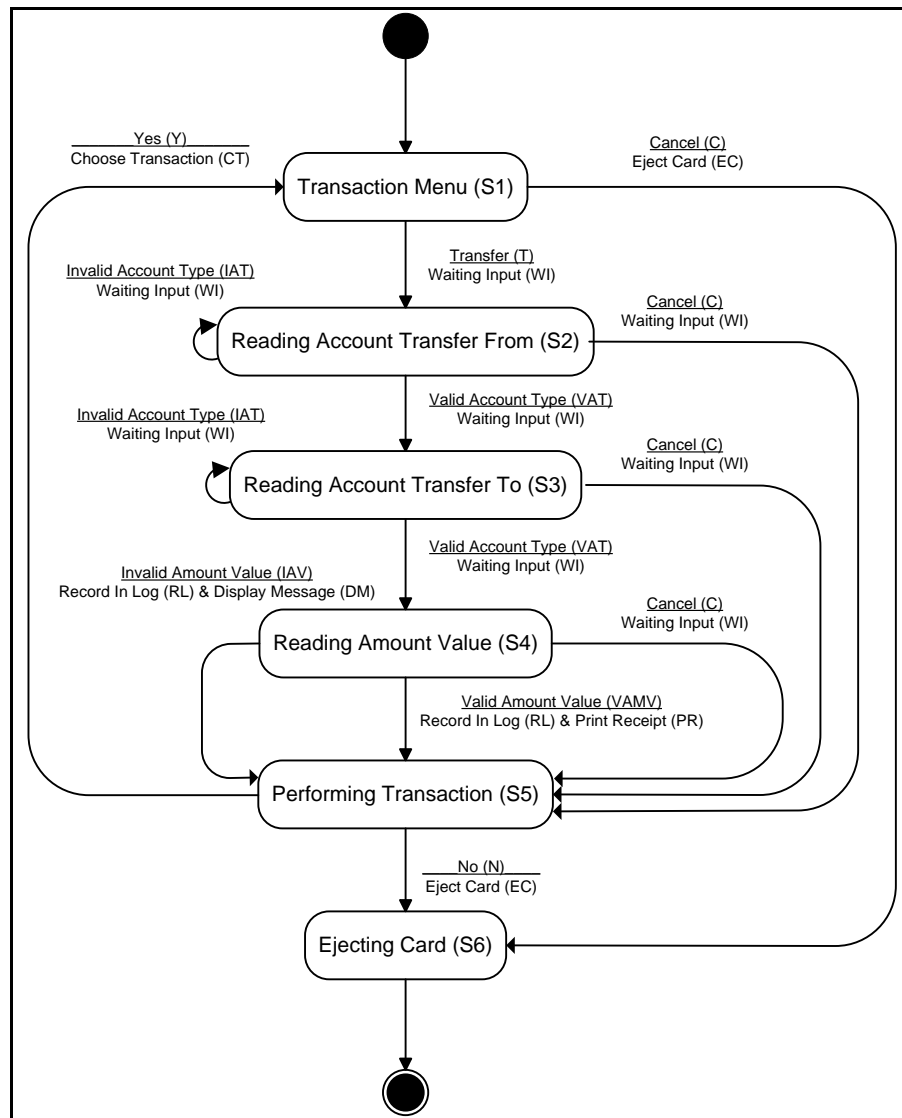 Yes (Y)
Choose Transaction (CT)
Cancel (C)
Eject Card (EC)
Transaction Menu (S1)
Transfer (T)
Waiting Input (WI)
Invalid Account Type (IAT)
Waiting Input (WI)
Cancel (C)
Waiting Input (WI)
Reading Account Transfer From (S2)
Valid Account Type (VAT)
Waiting Input (WI)
Invalid Account Type (IAT)
Waiting Input (WI)
Cancel (C)
Waiting Input (WI)
Reading Account Transfer To (S3)
Valid Account Type (VAT)
Waiting Input (WI)
Invalid Amount Value (IAV)
Record In Log (RL) & Display Message (DM)
Cancel (C)
Waiting Input (WI)
Reading Amount Value (S4)
Valid Amount Value (VAMV)
Record In Log (RL) & Print Receipt (PR)
Performing Transaction (S5)
No (N)
Eject Card (EC)
Ejecting Card (S6)